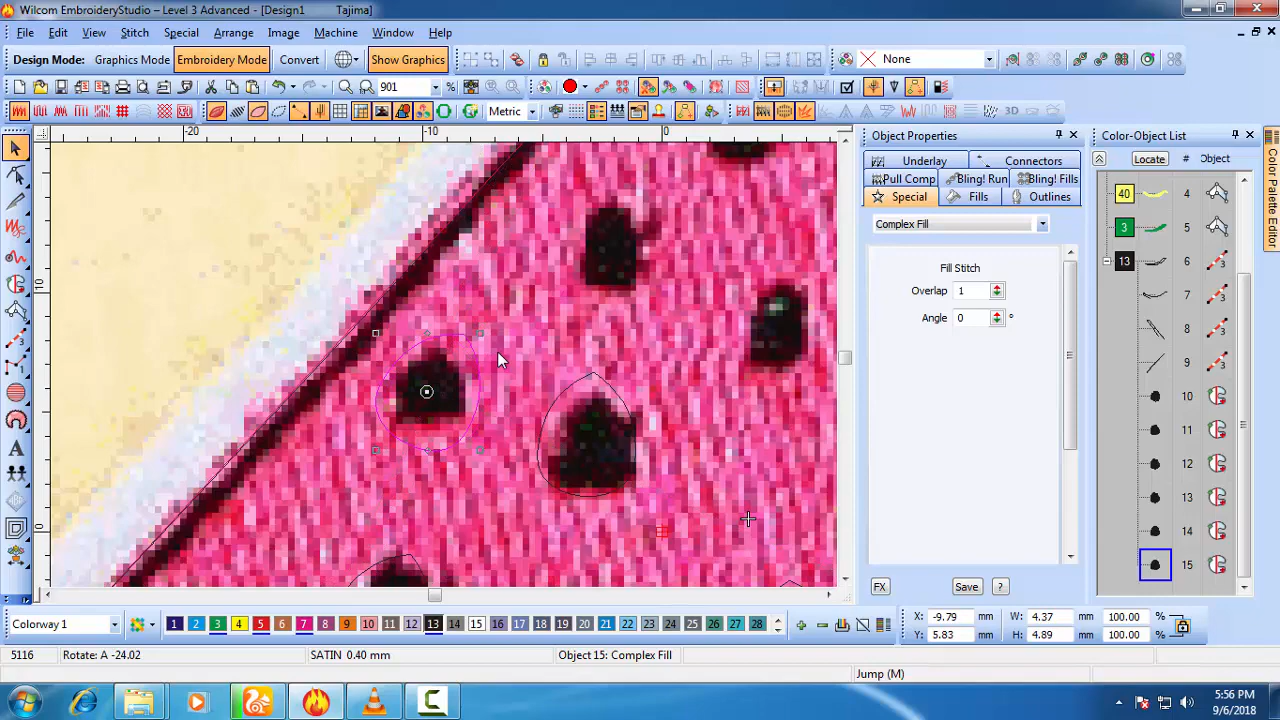 Wilcom EmbroideryStudio - Level 3 Advanced - [Design1 Tajima]
File Edit View Stitch Special Arrange Image Machine Window Help
Design Mode: Graphics Mode Embroidery Mode Convert Show Graphics None
901
Metric 3D
-20 -10 0
10
0
Object Properties
Underlay Connectors
Pull Comp Bling! Run Bling! Fills
Special Fills Outlines
Complex Fill
Fill Stitch
Overlap 1
Angle 0 °
FX Save ?
Color-Object List
Locate # Object
40 4
3 5
13 6
7
8
9
10
11
12
13
14
15
Color Palette Editor
Colorway 1 1 2 3 4 5 6 7 8 9 10 11 12 13 14 15 16 17 18 19 20 21 22 23 24 25 26 27 28
X: -9.79 mm W: 4.37 mm 100.00 %
Y: 5.83 mm H: 4.89 mm 100.00 %
5116 Rotate: A -24.02 SATIN 0.40 mm Object 15: Complex Fill
Jump (M)
5:56 PM
9/6/2018